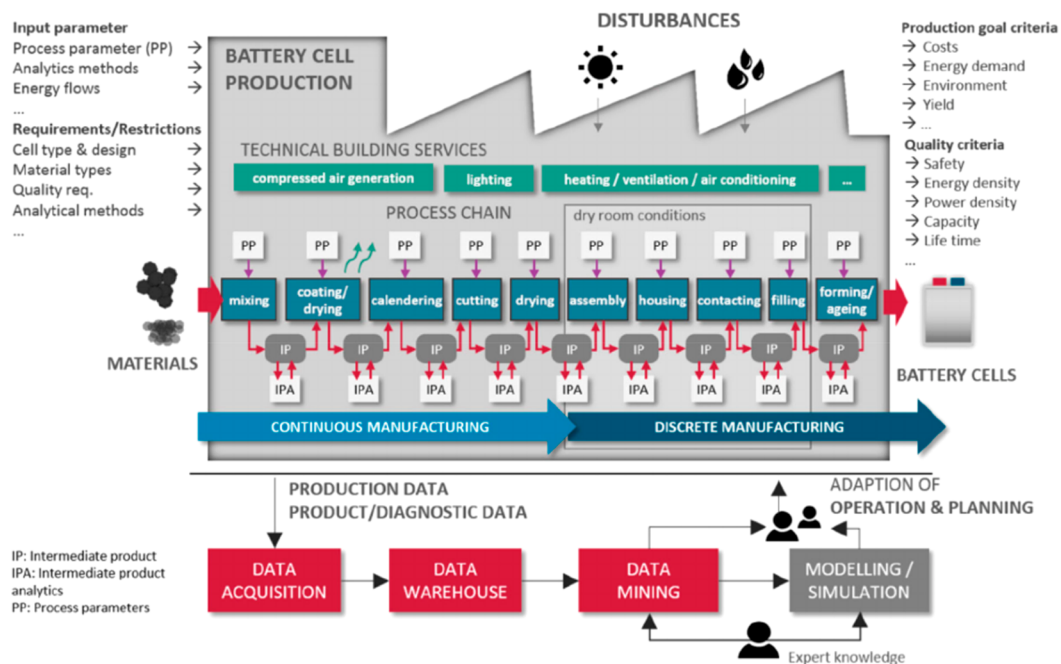 Input parameter
Process parameter (PP) →
Analytics methods →
Energy flows →
...
Requirements/Restrictions
Cell type & design →
Material types →
Quality req. →
Analytical methods →
...
MATERIALS
BATTERY CELL
PRODUCTION
DISTURBANCES
TECHNICAL BUILDING SERVICES
compressed air generation
lighting
heating / ventilation / air conditioning
...
PROCESS CHAIN
dry room conditions
PP PP PP PP PP PP PP PP PP PP
mixing
coating/
drying
calendering
cutting
drying
assembly
housing
contacting
filling
forming/
ageing
IP IP IP IP IP IP IP IP IP
IPA IPA IPA IPA IPA IPA IPA IPA IPA
CONTINUOUS MANUFACTURING
DISCRETE MANUFACTURING
Production goal criteria
→ Costs
→ Energy demand
→ Environment
→ Yield
→ ...
Quality criteria
→ Safety
→ Energy density
→ Power density
→ Capacity
→ Life time
...
BATTERY CELLS
PRODUCTION DATA
PRODUCT/DIAGNOSTIC DATA
ADAPTION OF
OPERATION & PLANNING
IP: Intermediate product
IPA: Intermediate product
analytics
PP: Process parameters
DATA
ACQUISITION
DATA
WAREHOUSE
DATA
MINING
MODELLING /
SIMULATION
Expert knowledge